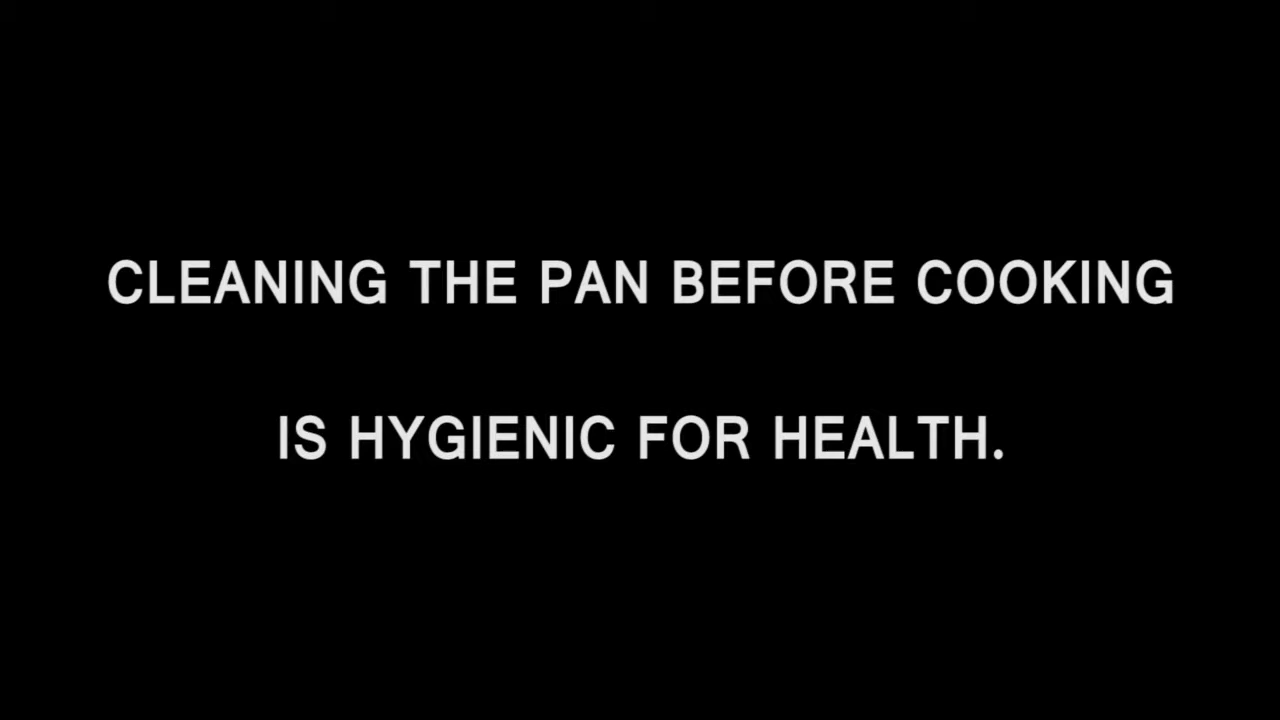 CLEANING THE PAN BEFORE COOKING
IS HYGIENIC FOR HEALTH.